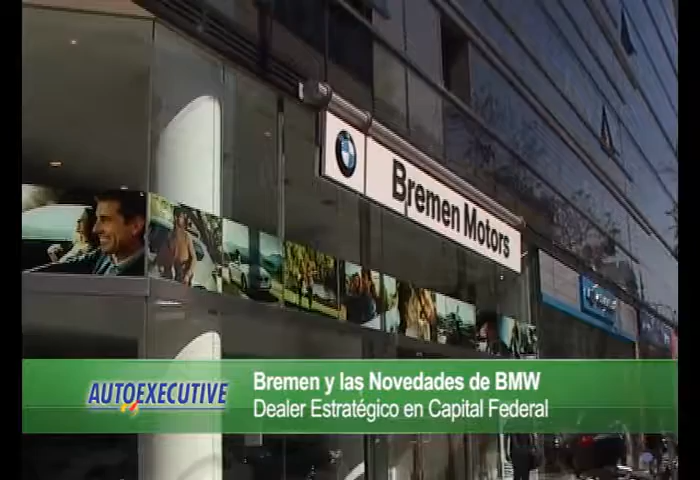 Bremen Motors
AUTOEXECUTIVE
Bremen y las Novedades de BMW
Dealer Estratégico en Capital Federal